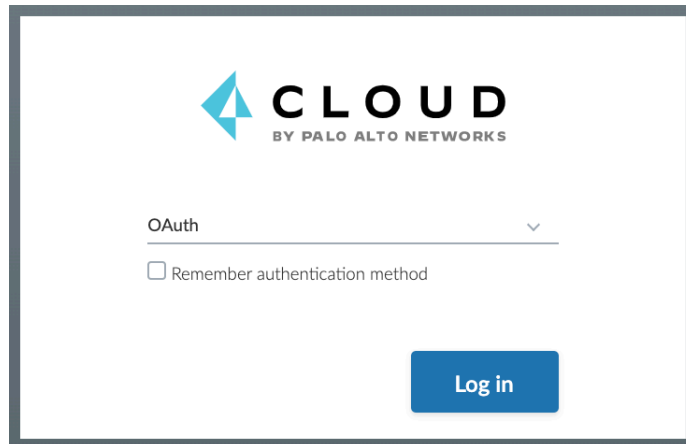 CLOUD
BY PALO ALTO NETWORKS
OAuth
Remember authentication method
Log in